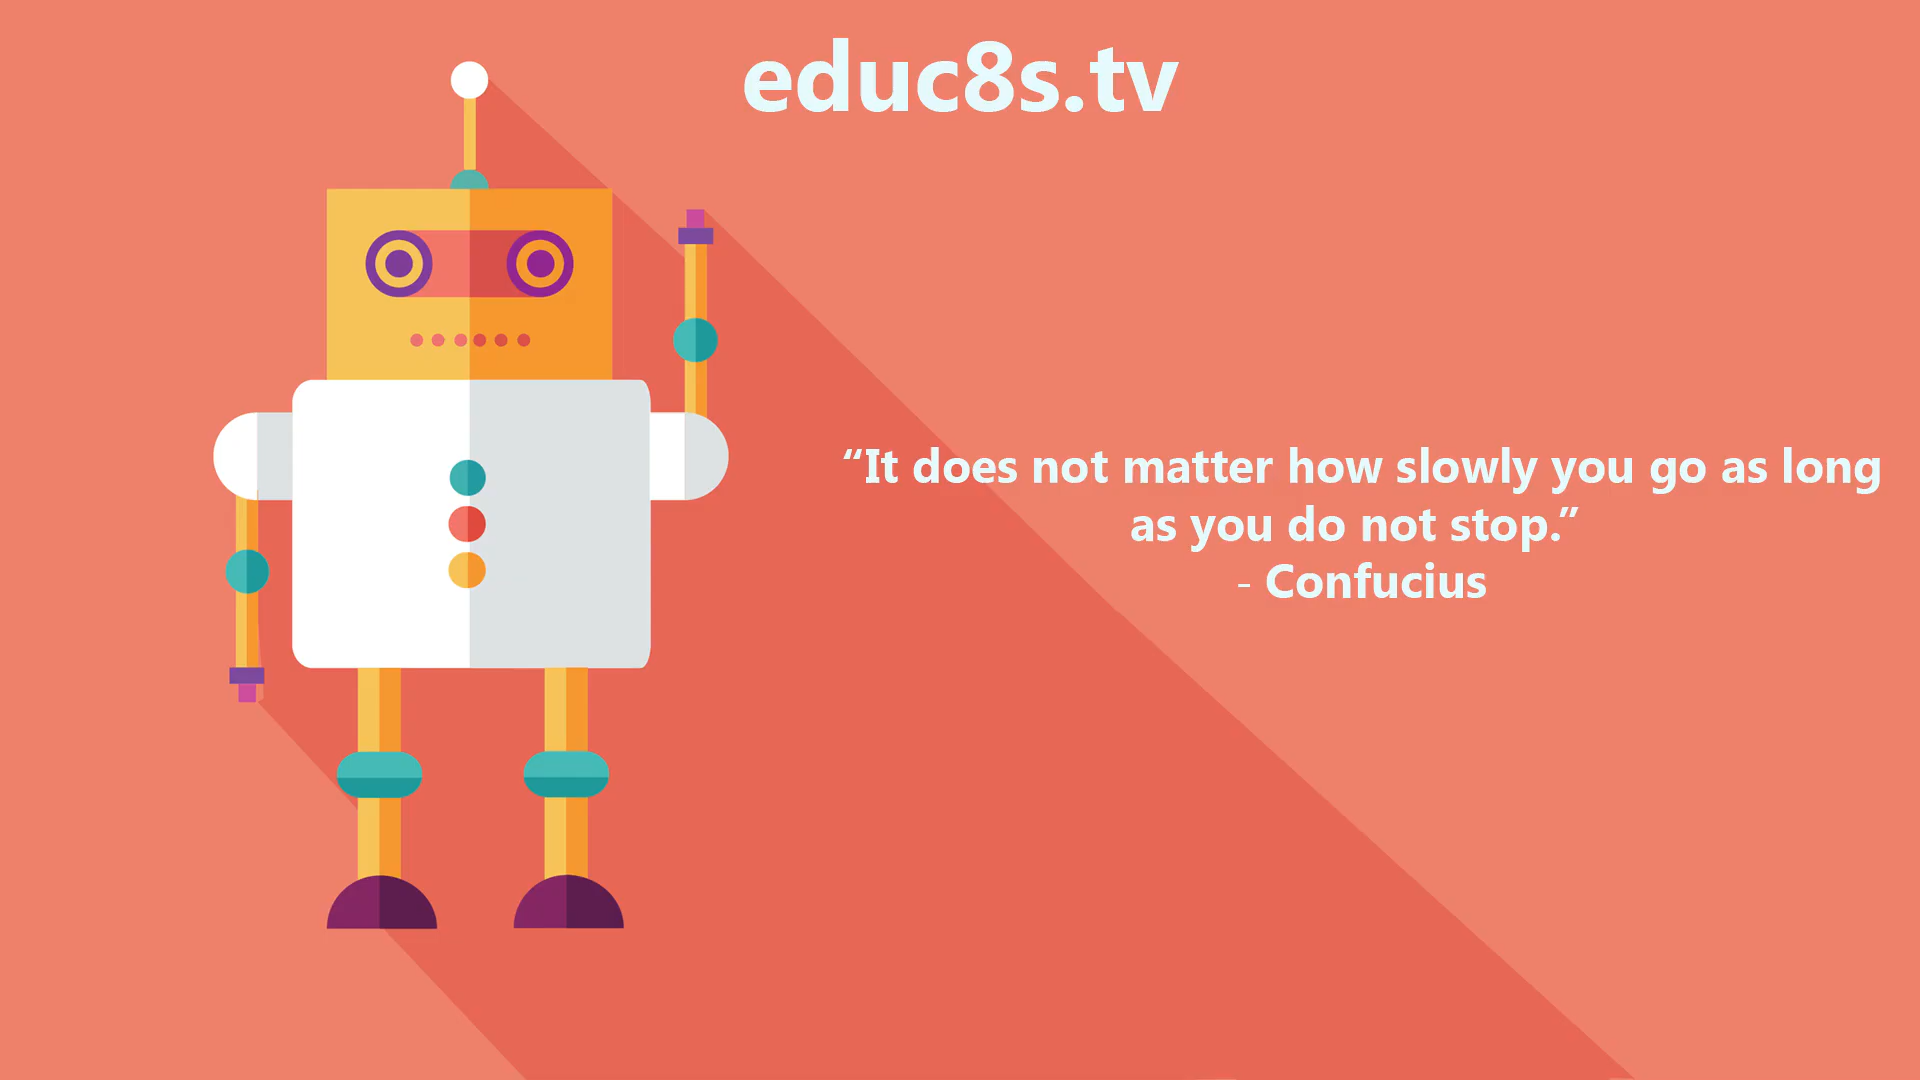 educ8s.tv
“It does not matter how slowly you go as long
as you do not stop.”
- Confucius